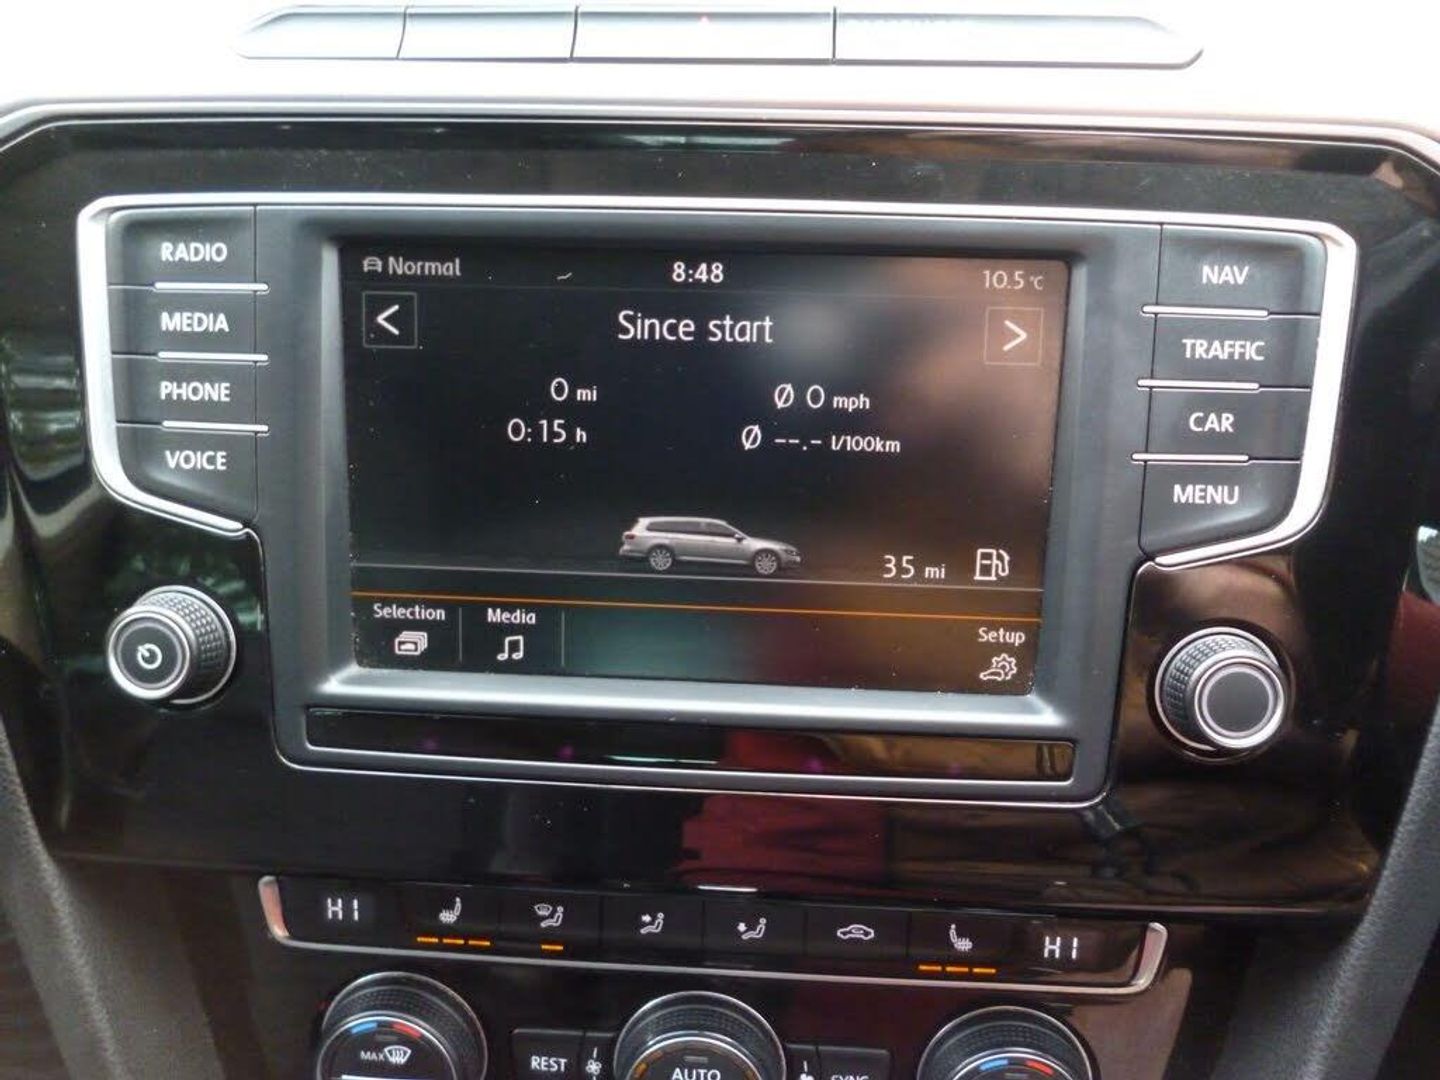 RADIO
MEDIA
PHONE
VOICE
Normal
8:48
10.5 °C
<
Since start
>
0 mi
Ø 0 mph
0:15 h
Ø --.- l/100km
35 mi
Selection
Media
Setup
NAV
TRAFFIC
CAR
MENU
HI
HI
MAX
REST
AUTO
SYNC